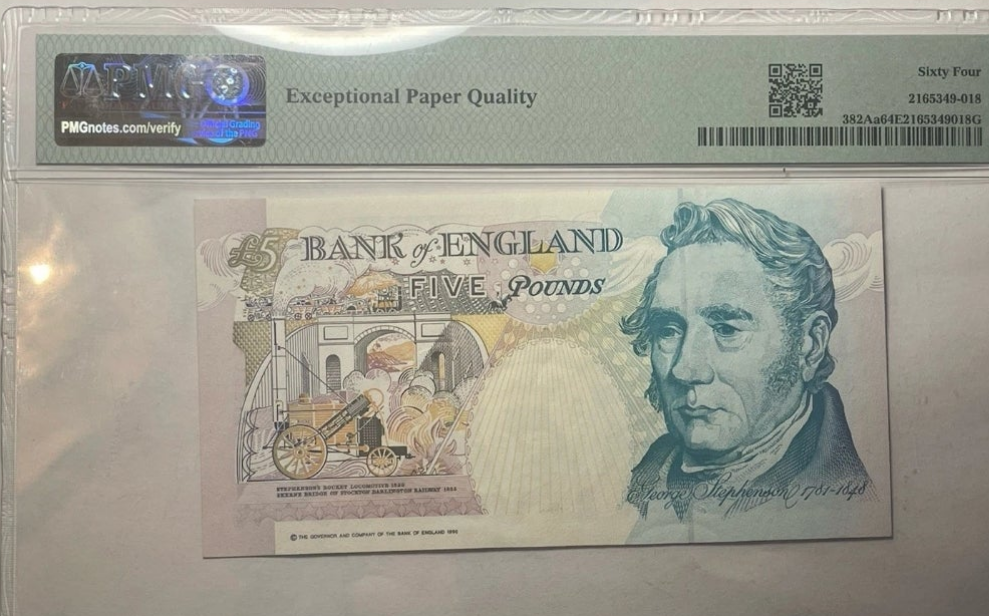 PMG
PMGnotes.com/verify
Exceptional Paper Quality
Sixty Four
2165349-018
382Aa64E2165349018G
£5
BANK of ENGLAND
FIVE POUNDS
STEPHENSON'S ROCKET LOCOMOTIVE 1829
SKERNE BRIDGE ON STOCKTON DARLINGTON RAILWAY 1825
George Stephenson 1781-1848
© THE GOVERNOR AND COMPANY OF THE BANK OF ENGLAND 1990